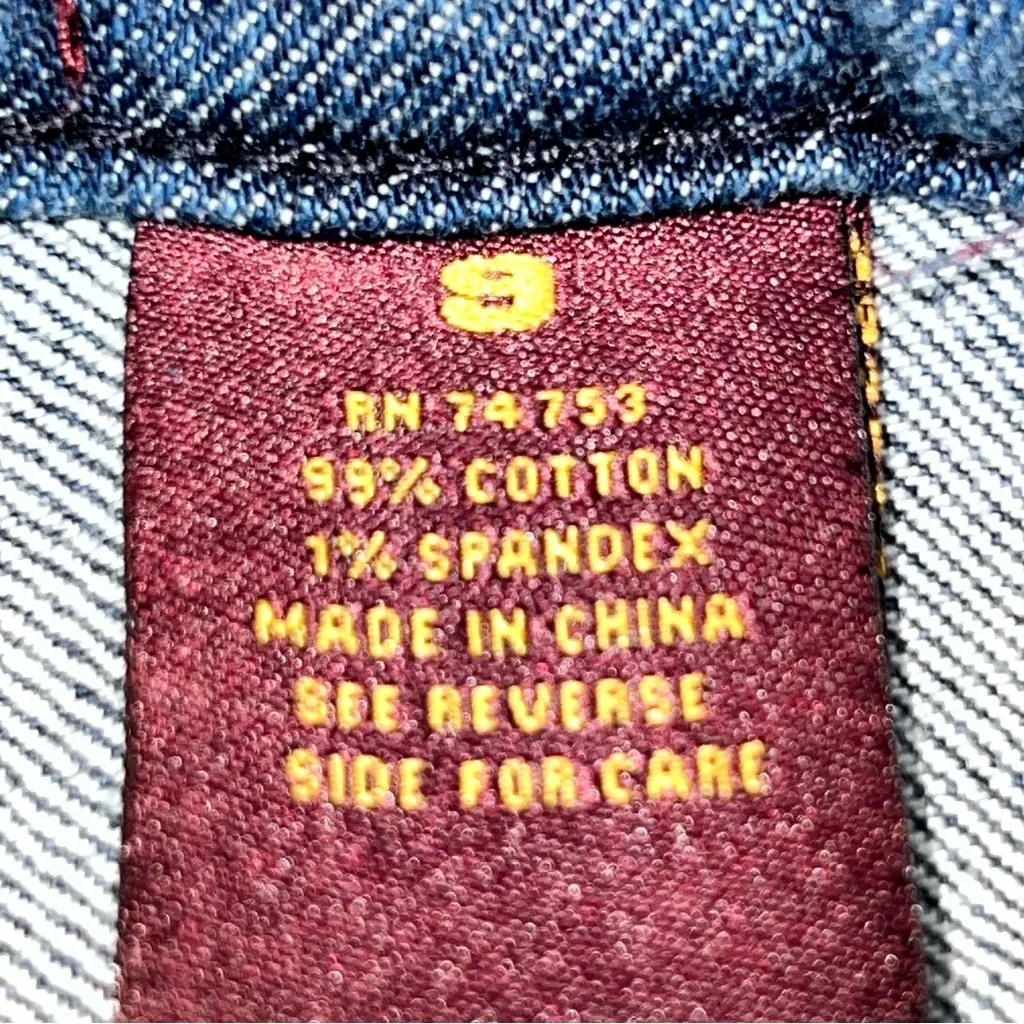 9
RN 74753
99% COTTON
1% SPANDEX
MADE IN CHINA
SEE REVERSE
SIDE FOR CARE